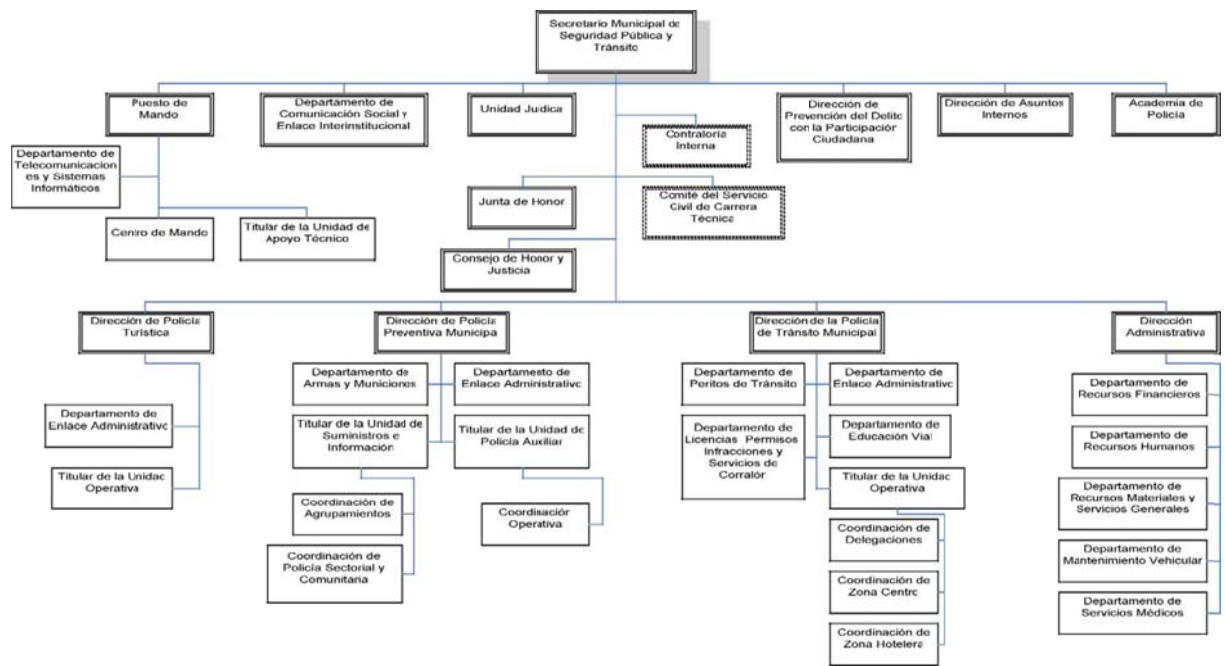 Secretario Municipal de
Seguridad Pública y
Tránsito
Puesto de
Mando
Departamento de
Comunicación Social y
Enlace Interinstitucional
Unidad Jurídica
Contraloría
Interna
Dirección de
Prevención del Delito
con la Participación
Ciudadana
Dirección de Asuntos
Internos
Academia de
Policía
Departamento de
Telecomunicacion
es y Sistemas
Informáticos
Centro de Mando
Titular de la Unidad de
Apoyo Técnico
Junta de Honor
Comité del Servicio
Civil de Carrera
Técnica
Consejo de Honor y
Justicia
Dirección de Policía
Turística
Departamento de
Enlace Administrativo
Titular de la Unidad
Operativa
Dirección de Policía
Preventiva Municipa
Departamento de
Armas y Municiones
Departamento de
Enlace Administrativo
Titular de la Unidad de
Suministros e
Información
Titular de la Unidad de
Policía Auxiliar
Coordinación de
Agrupamientos
Coordinación de
Policía Sectorial y
Comunitaria
Coordinación
Operativa
Dirección de la Policía
de Tránsito Municipal
Departamento de
Peritos de Tránsito
Departamento de
Enlace Administrativo
Departamento de
Licencias Permisos
Infracciones y
Servicios de
Corralón
Departamento de
Educación Vial
Titular de la Unidad
Operativa
Coordinación de
Delegaciones
Coordinación de
Zona Centro
Coordinación de
Zona Hotelera
Dirección
Administrativa
Departamento de
Recursos Financieros
Departamento de
Recursos Humanos
Departamento de
Recursos Materiales y
Servicios Generales
Departamento de
Mantenimiento Vehicular
Departamento de
Servicios Médicos